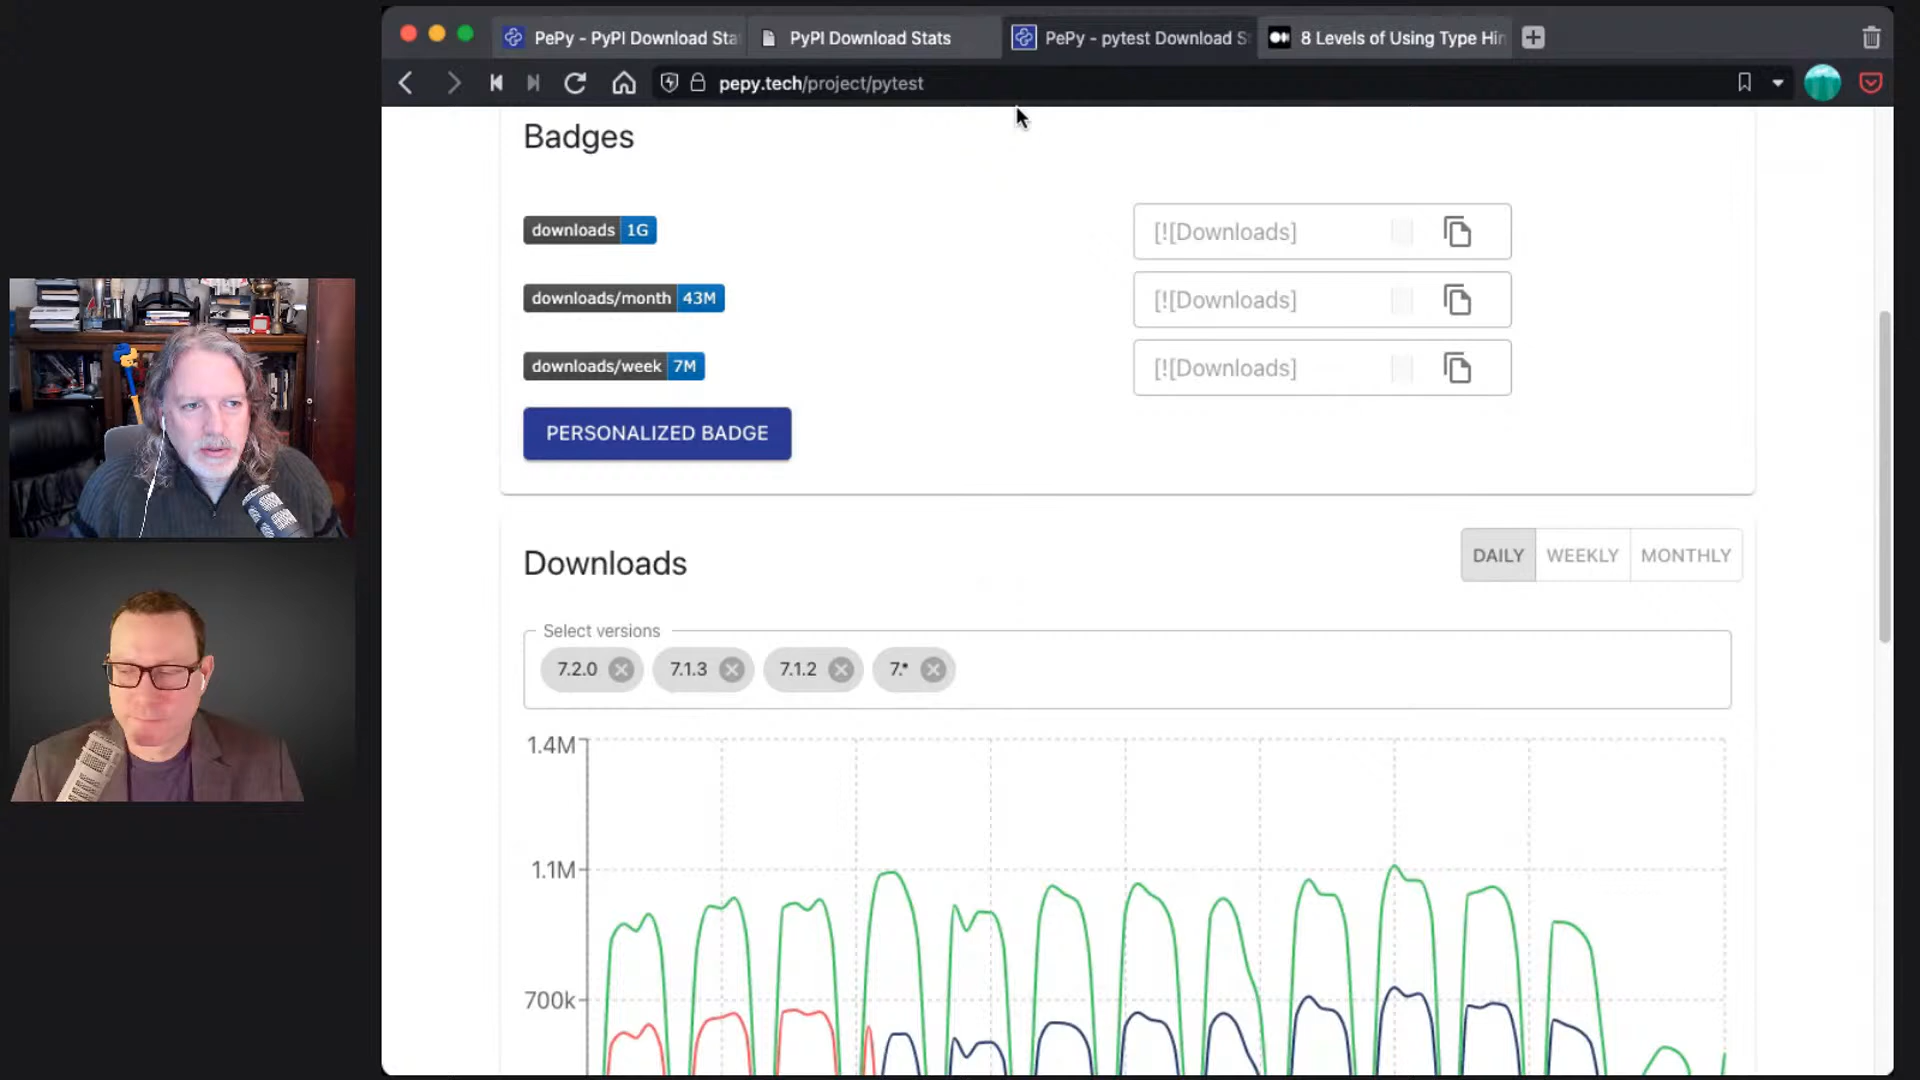 PePy - PyPI Download Sta
PyPI Download Stats
PePy - pytest Download S
8 Levels of Using Type Hin
pepy.tech/project/pytest
Badges
downloads 1G
[![Downloads]
downloads/month 43M
[![Downloads]
downloads/week 7M
[![Downloads]
PERSONALIZED BADGE
Downloads
DAILY WEEKLY MONTHLY
Select versions
7.2.0 7.1.3 7.1.2 7.*
1.4M
1.1M
700k